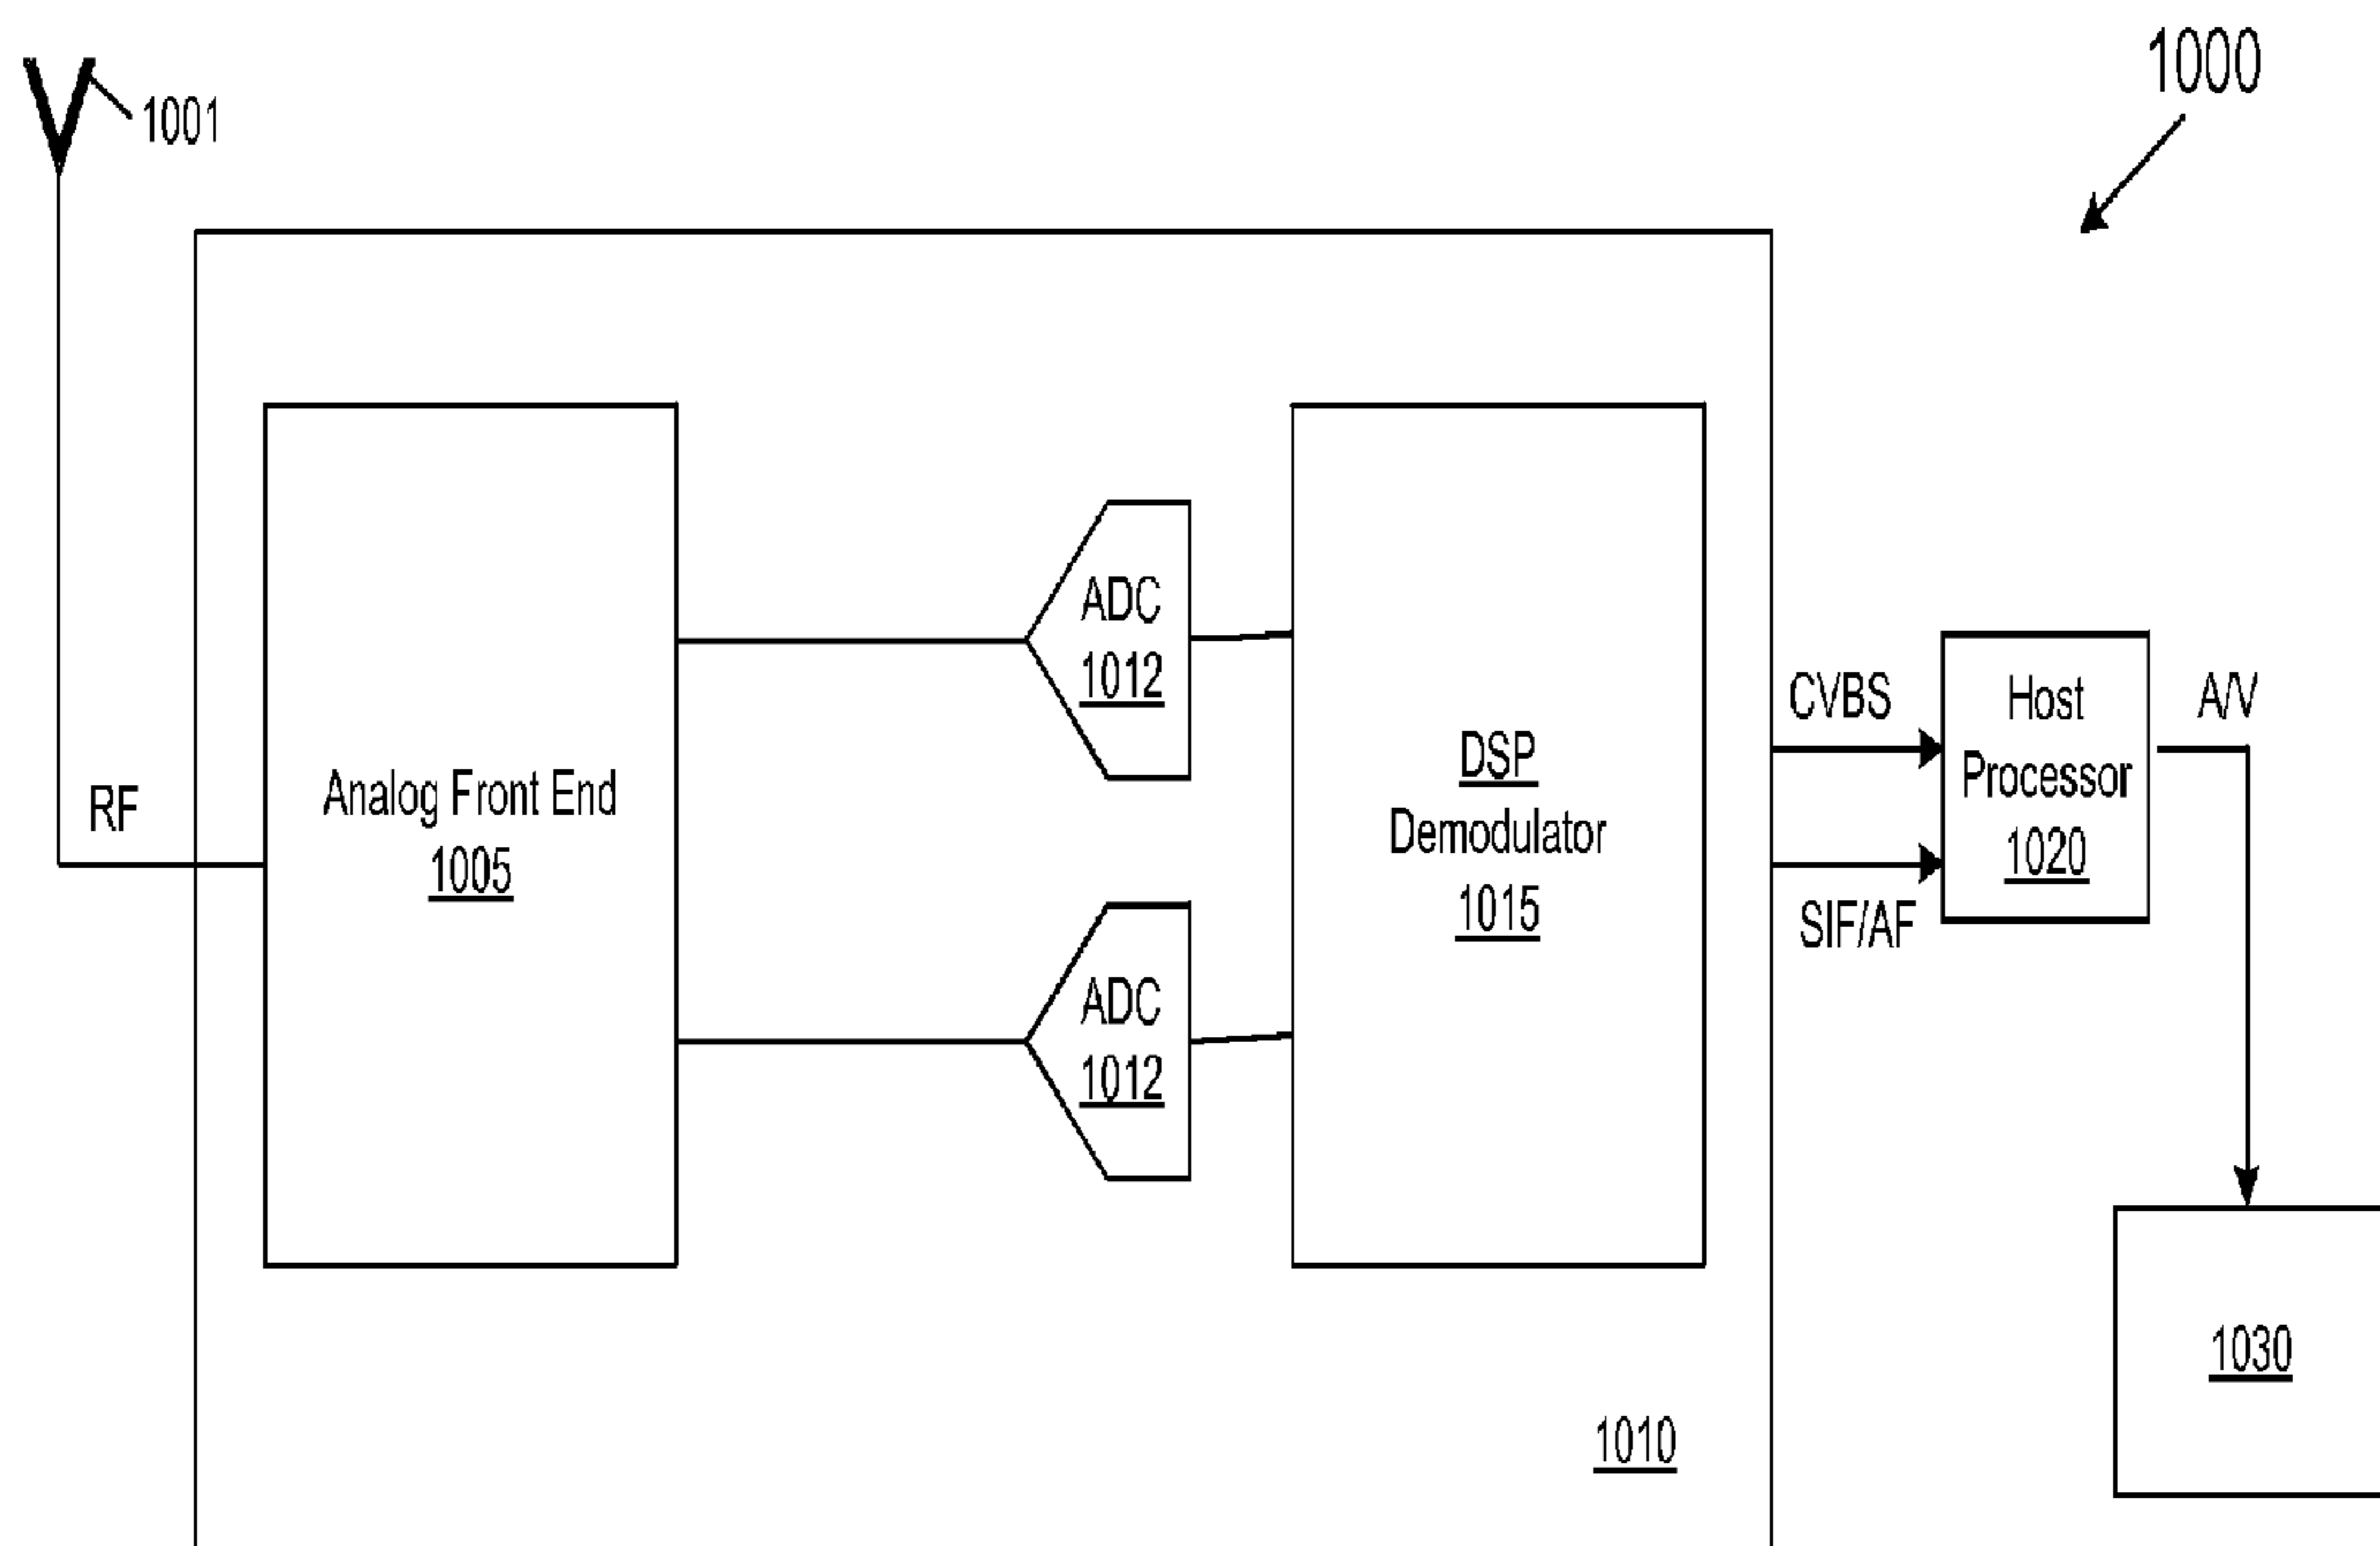 1000
1001
RF
Analog Front End
1005
ADC
1012
ADC
1012
DSP
Demodulator
1015
CVBS
SIF/AF
Host
Processor
1020
A/V
1030
1010